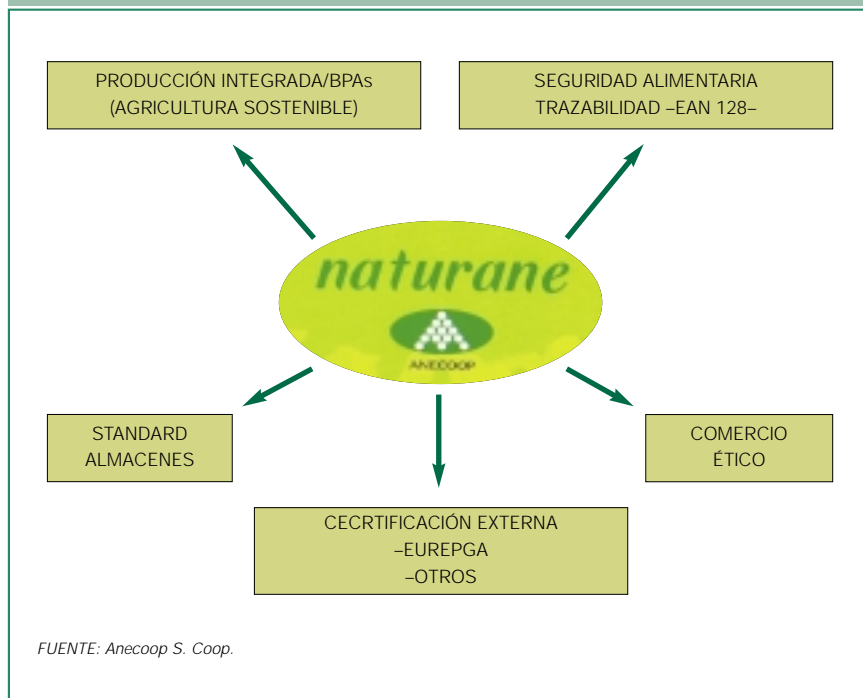 PRODUCCIÓN INTEGRADA/BPAs
(AGRICULTURA SOSTENIBLE)
SEGURIDAD ALIMENTARIA
TRAZABILIDAD –EAN 128–
naturane
ANECOOP
STANDARD
ALMACENES
COMERCIO
ÉTICO
CECRTIFICACIÓN EXTERNA
–EUREPGA
–OTROS
FUENTE: Anecoop S. Coop.